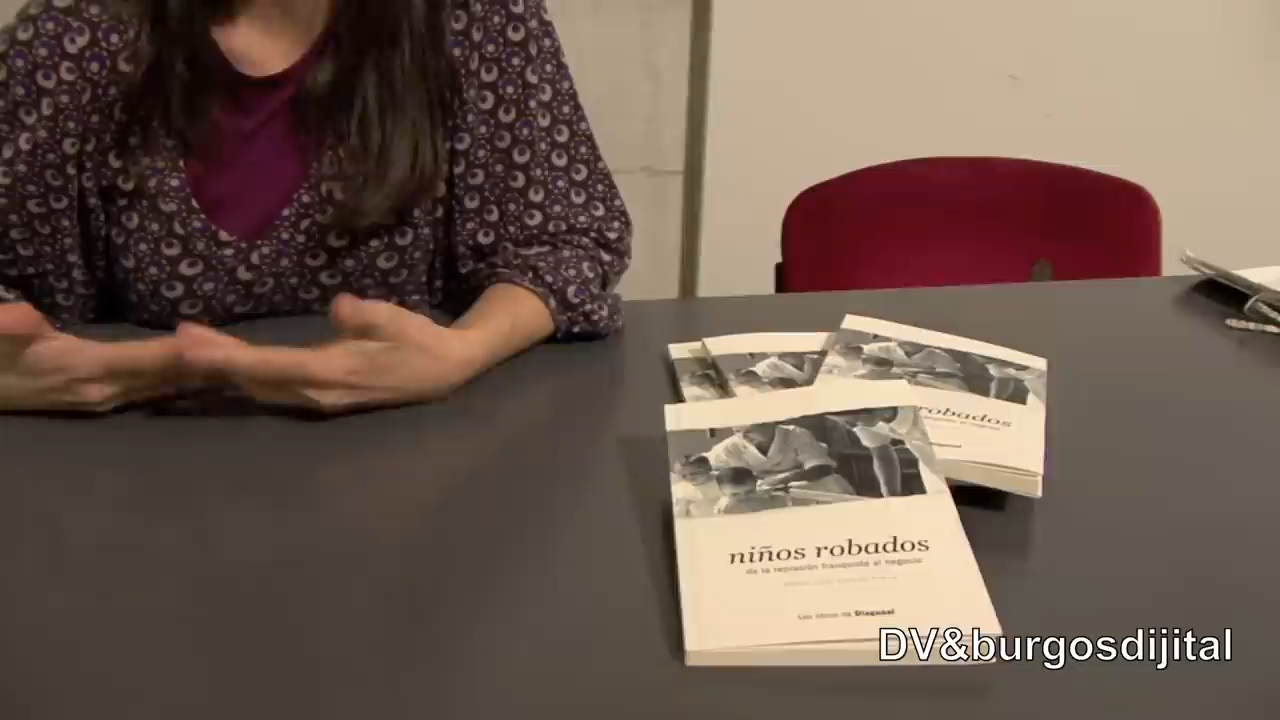 robados
niños robados
de la represión franquista al negocio
Los libros de Diagonal
DV&burgosdijital